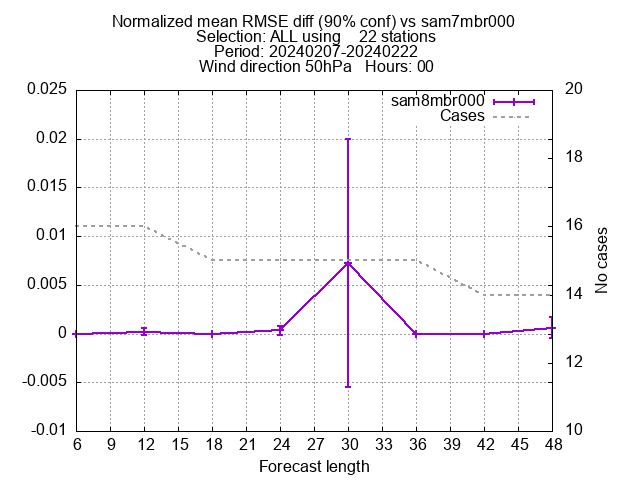 Normalized mean RMSE diff (90% conf) vs sam7mbr000
Selection: ALL using    22 stations
Period: 20240207-20240222
Wind direction 50hPa   Hours: 00
sam8mbr000
Cases
0.025
0.02
0.015
0.01
0.005
0
-0.005
-0.01
20
18
16
14
12
10
No cases
6 9 12 15 18 21 24 27 30 33 36 39 42 45 48
Forecast length